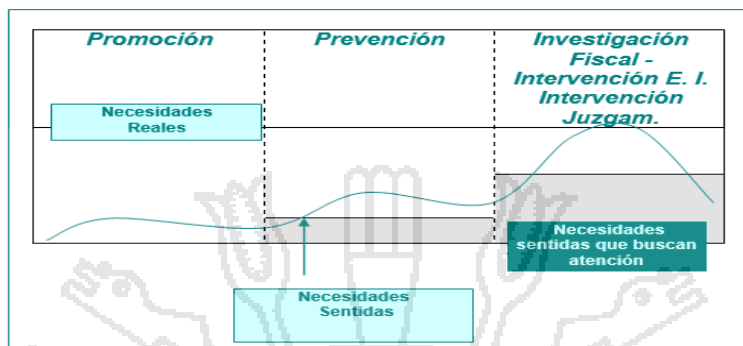 Promoción
Prevención
Investigación
Fiscal -
Intervención E. I.
Intervención
Juzgam.
Necesidades
Reales
Necesidades
sentidas que buscan
atención
Necesidades
Sentidas